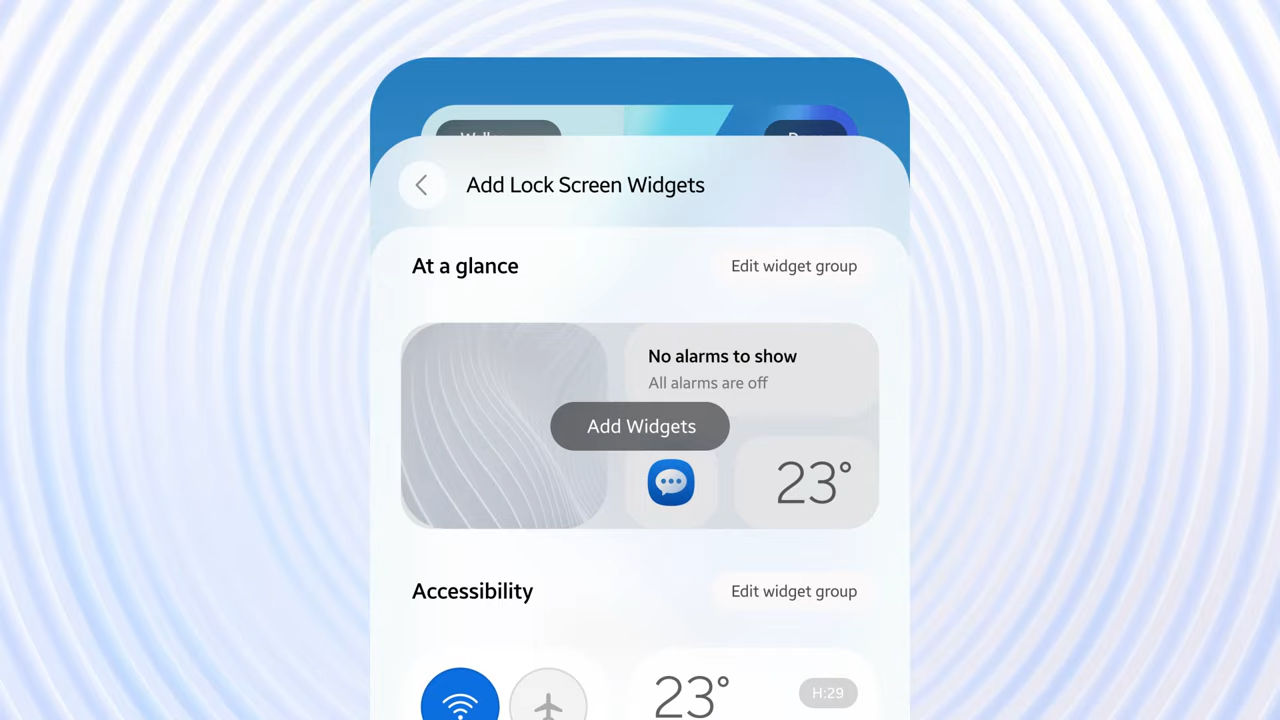 Add Lock Screen Widgets
At a glance
Edit widget group
No alarms to show
All alarms are off
Add Widgets
23°
Accessibility
Edit widget group
23°
H:29